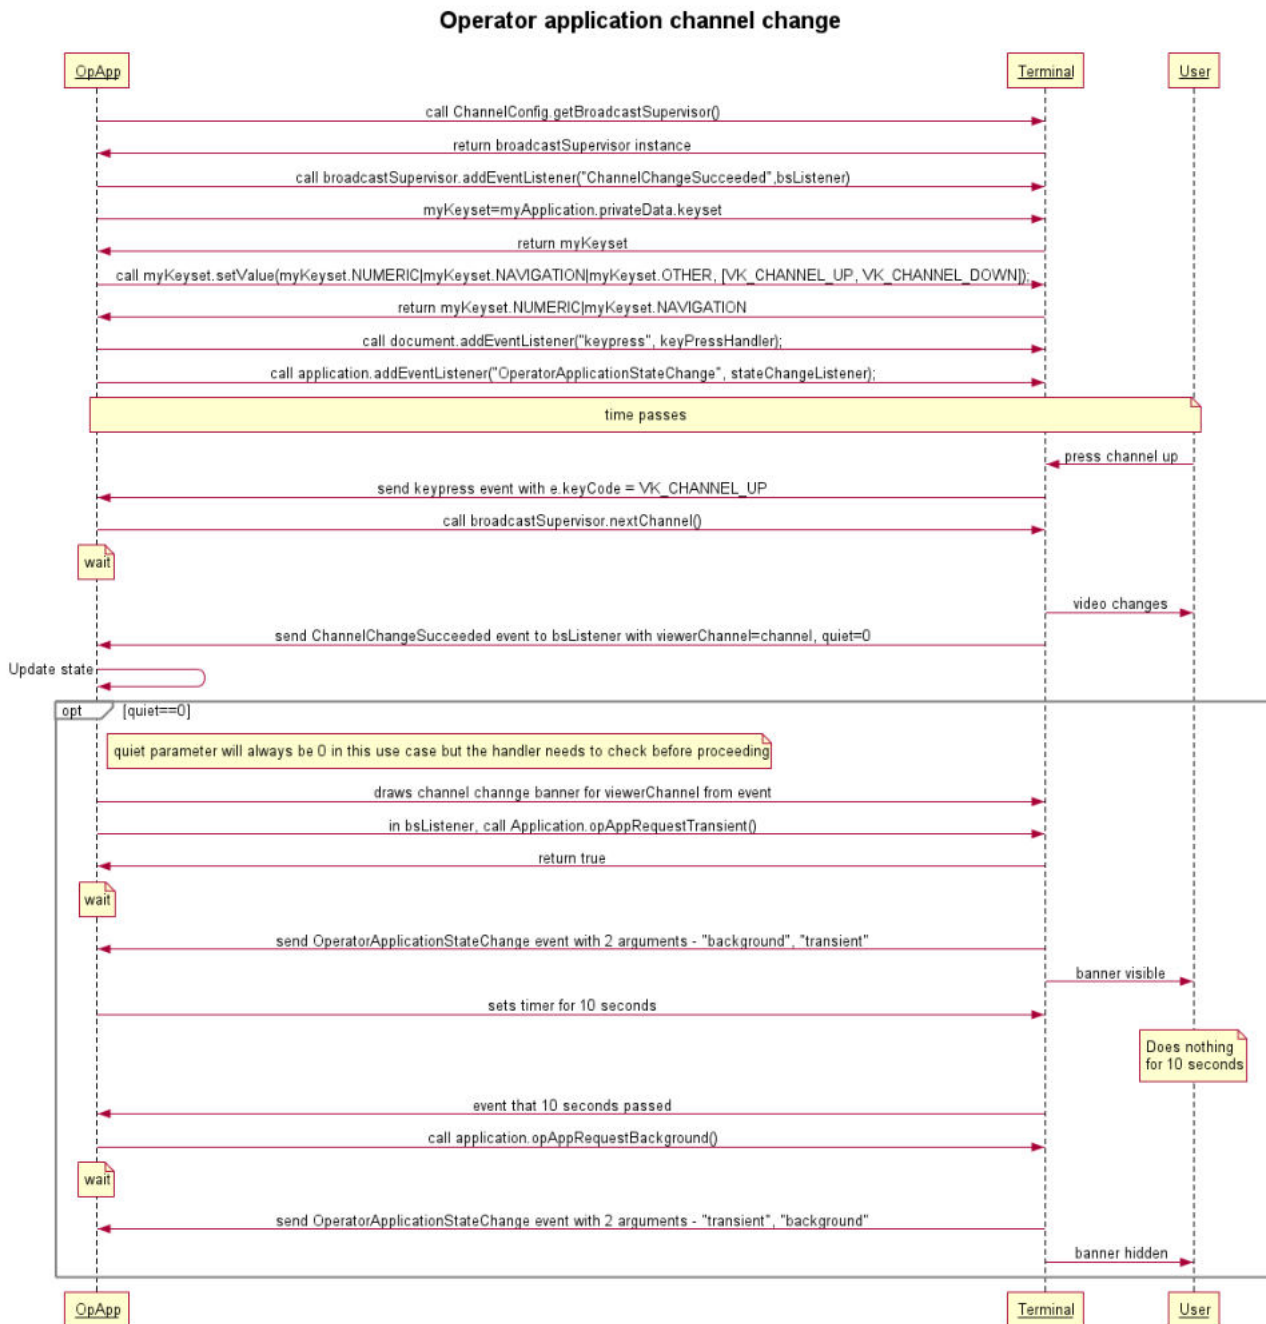 Operator application channel change
OpApp
Terminal
User
call ChannelConfig.getBroadcastSupervisor()
return broadcastSupervisor instance
call broadcastSupervisor.addEventListener("ChannelChangeSucceeded",bsListener)
myKeyset=myApplication.privateData.keyset
return myKeyset
call myKeyset.setValue(myKeyset.NUMERIC|myKeyset.NAVIGATION|myKeyset.OTHER, [VK_CHANNEL_UP, VK_CHANNEL_DOWN]);
return myKeyset.NUMERIC|myKeyset.NAVIGATION
call document.addEventListener("keypress", keyPressHandler);
call application.addEventListener("OperatorApplicationStateChange", stateChangeListener);
time passes
press channel up
send keypress event with e.keyCode = VK_CHANNEL_UP
call broadcastSupervisor.nextChannel()
wait
video changes
send ChannelChangeSucceeded event to bsListener with viewerChannel=channel, quiet=0
Update state
opt
[quiet==0]
quiet parameter will always be 0 in this use case but the handler needs to check before proceeding
draws channel channge banner for viewerChannel from event
in bsListener, call Application.opAppRequestTransient()
return true
wait
send OperatorApplicationStateChange event with 2 arguments - "background", "transient"
banner visible
sets timer for 10 seconds
Does nothing
for 10 seconds
event that 10 seconds passed
call application.opAppRequestBackground()
wait
send OperatorApplicationStateChange event with 2 arguments - "transient", "background"
banner hidden
OpApp
Terminal
User